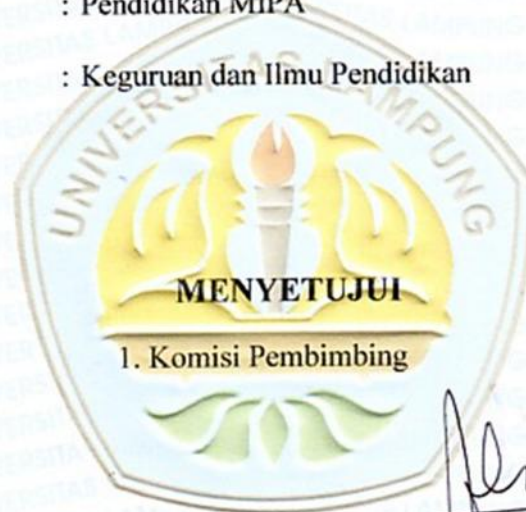 : Pendidikan MIPA
: Keguruan dan Ilmu Pendidikan
UNIVERSITAS LAMPUNG
MENYETUJUI
1. Komisi Pembimbing